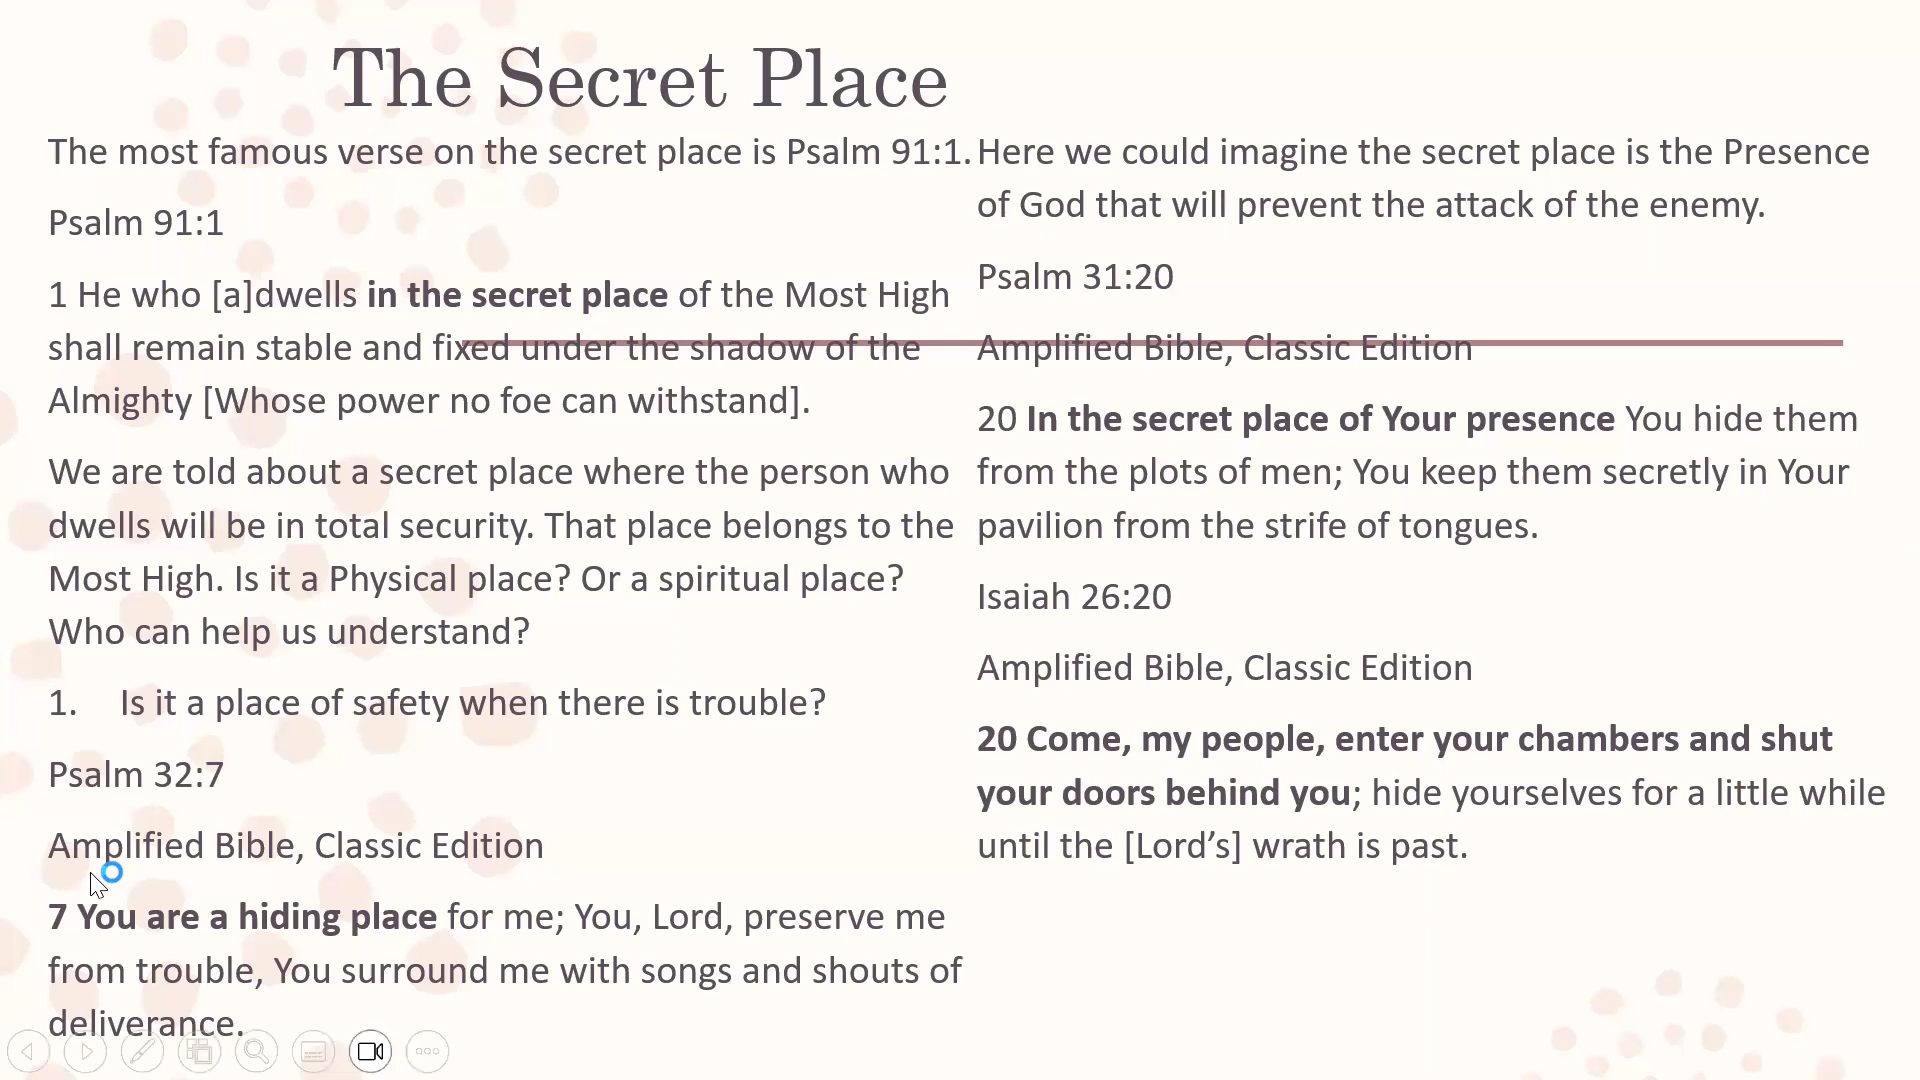 The Secret Place
The most famous verse on the secret place is Psalm 91:1.
Psalm 91:1
1 He who [a]dwells in the secret place of the Most High
shall remain stable and fixed under the shadow of the
Almighty [Whose power no foe can withstand].
We are told about a secret place where the person who
dwells will be in total security. That place belongs to the
Most High. Is it a Physical place? Or a spiritual place?
Who can help us understand?
1. Is it a place of safety when there is trouble?
Psalm 32:7
Amplified Bible, Classic Edition
7 You are a hiding place for me; You, Lord, preserve me
from trouble, You surround me with songs and shouts of
deliverance.
Here we could imagine the secret place is the Presence
of God that will prevent the attack of the enemy.
Psalm 31:20
Amplified Bible, Classic Edition
20 In the secret place of Your presence You hide them
from the plots of men; You keep them secretly in Your
pavilion from the strife of tongues.
Isaiah 26:20
Amplified Bible, Classic Edition
20 Come, my people, enter your chambers and shut
your doors behind you; hide yourselves for a little while
until the [Lord’s] wrath is past.